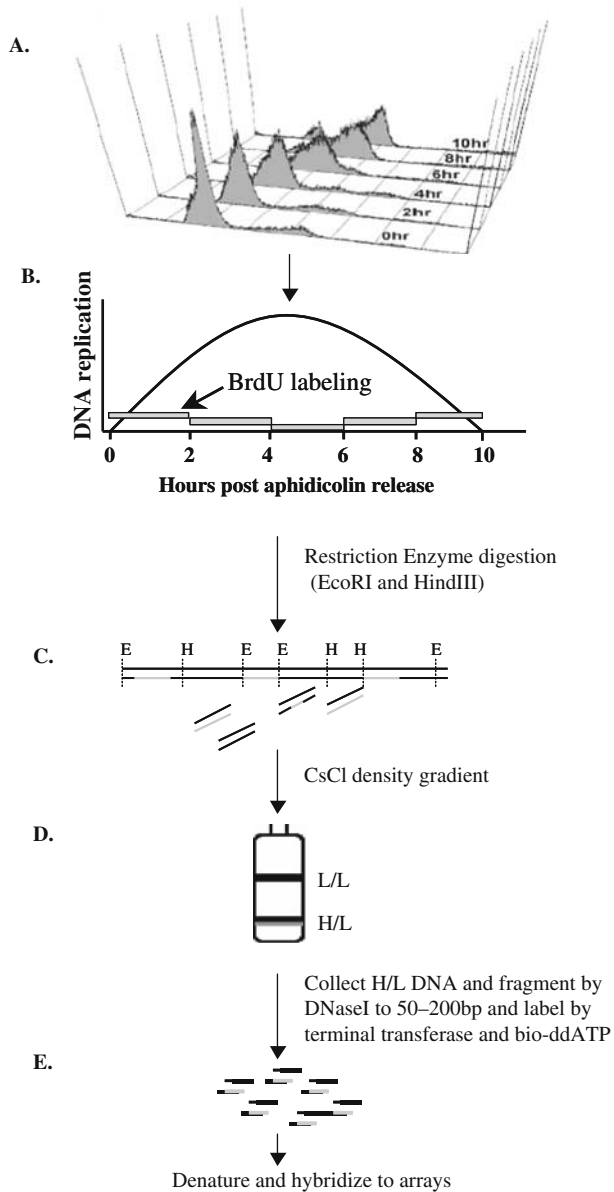 A.
10hr
8hr
6hr
4hr
2hr
0hr
B.
DNA replication
BrdU labeling
0 2 4 6 8 10
Hours post aphidicolin release
Restriction Enzyme digestion
(EcoRI and HindIII)
C.
E H E E H H E
CsCl density gradient
D.
L/L
H/L
Collect H/L DNA and fragment by
DNaseI to 50–200bp and label by
terminal transferase and bio-ddATP
E.
Denature and hybridize to arrays